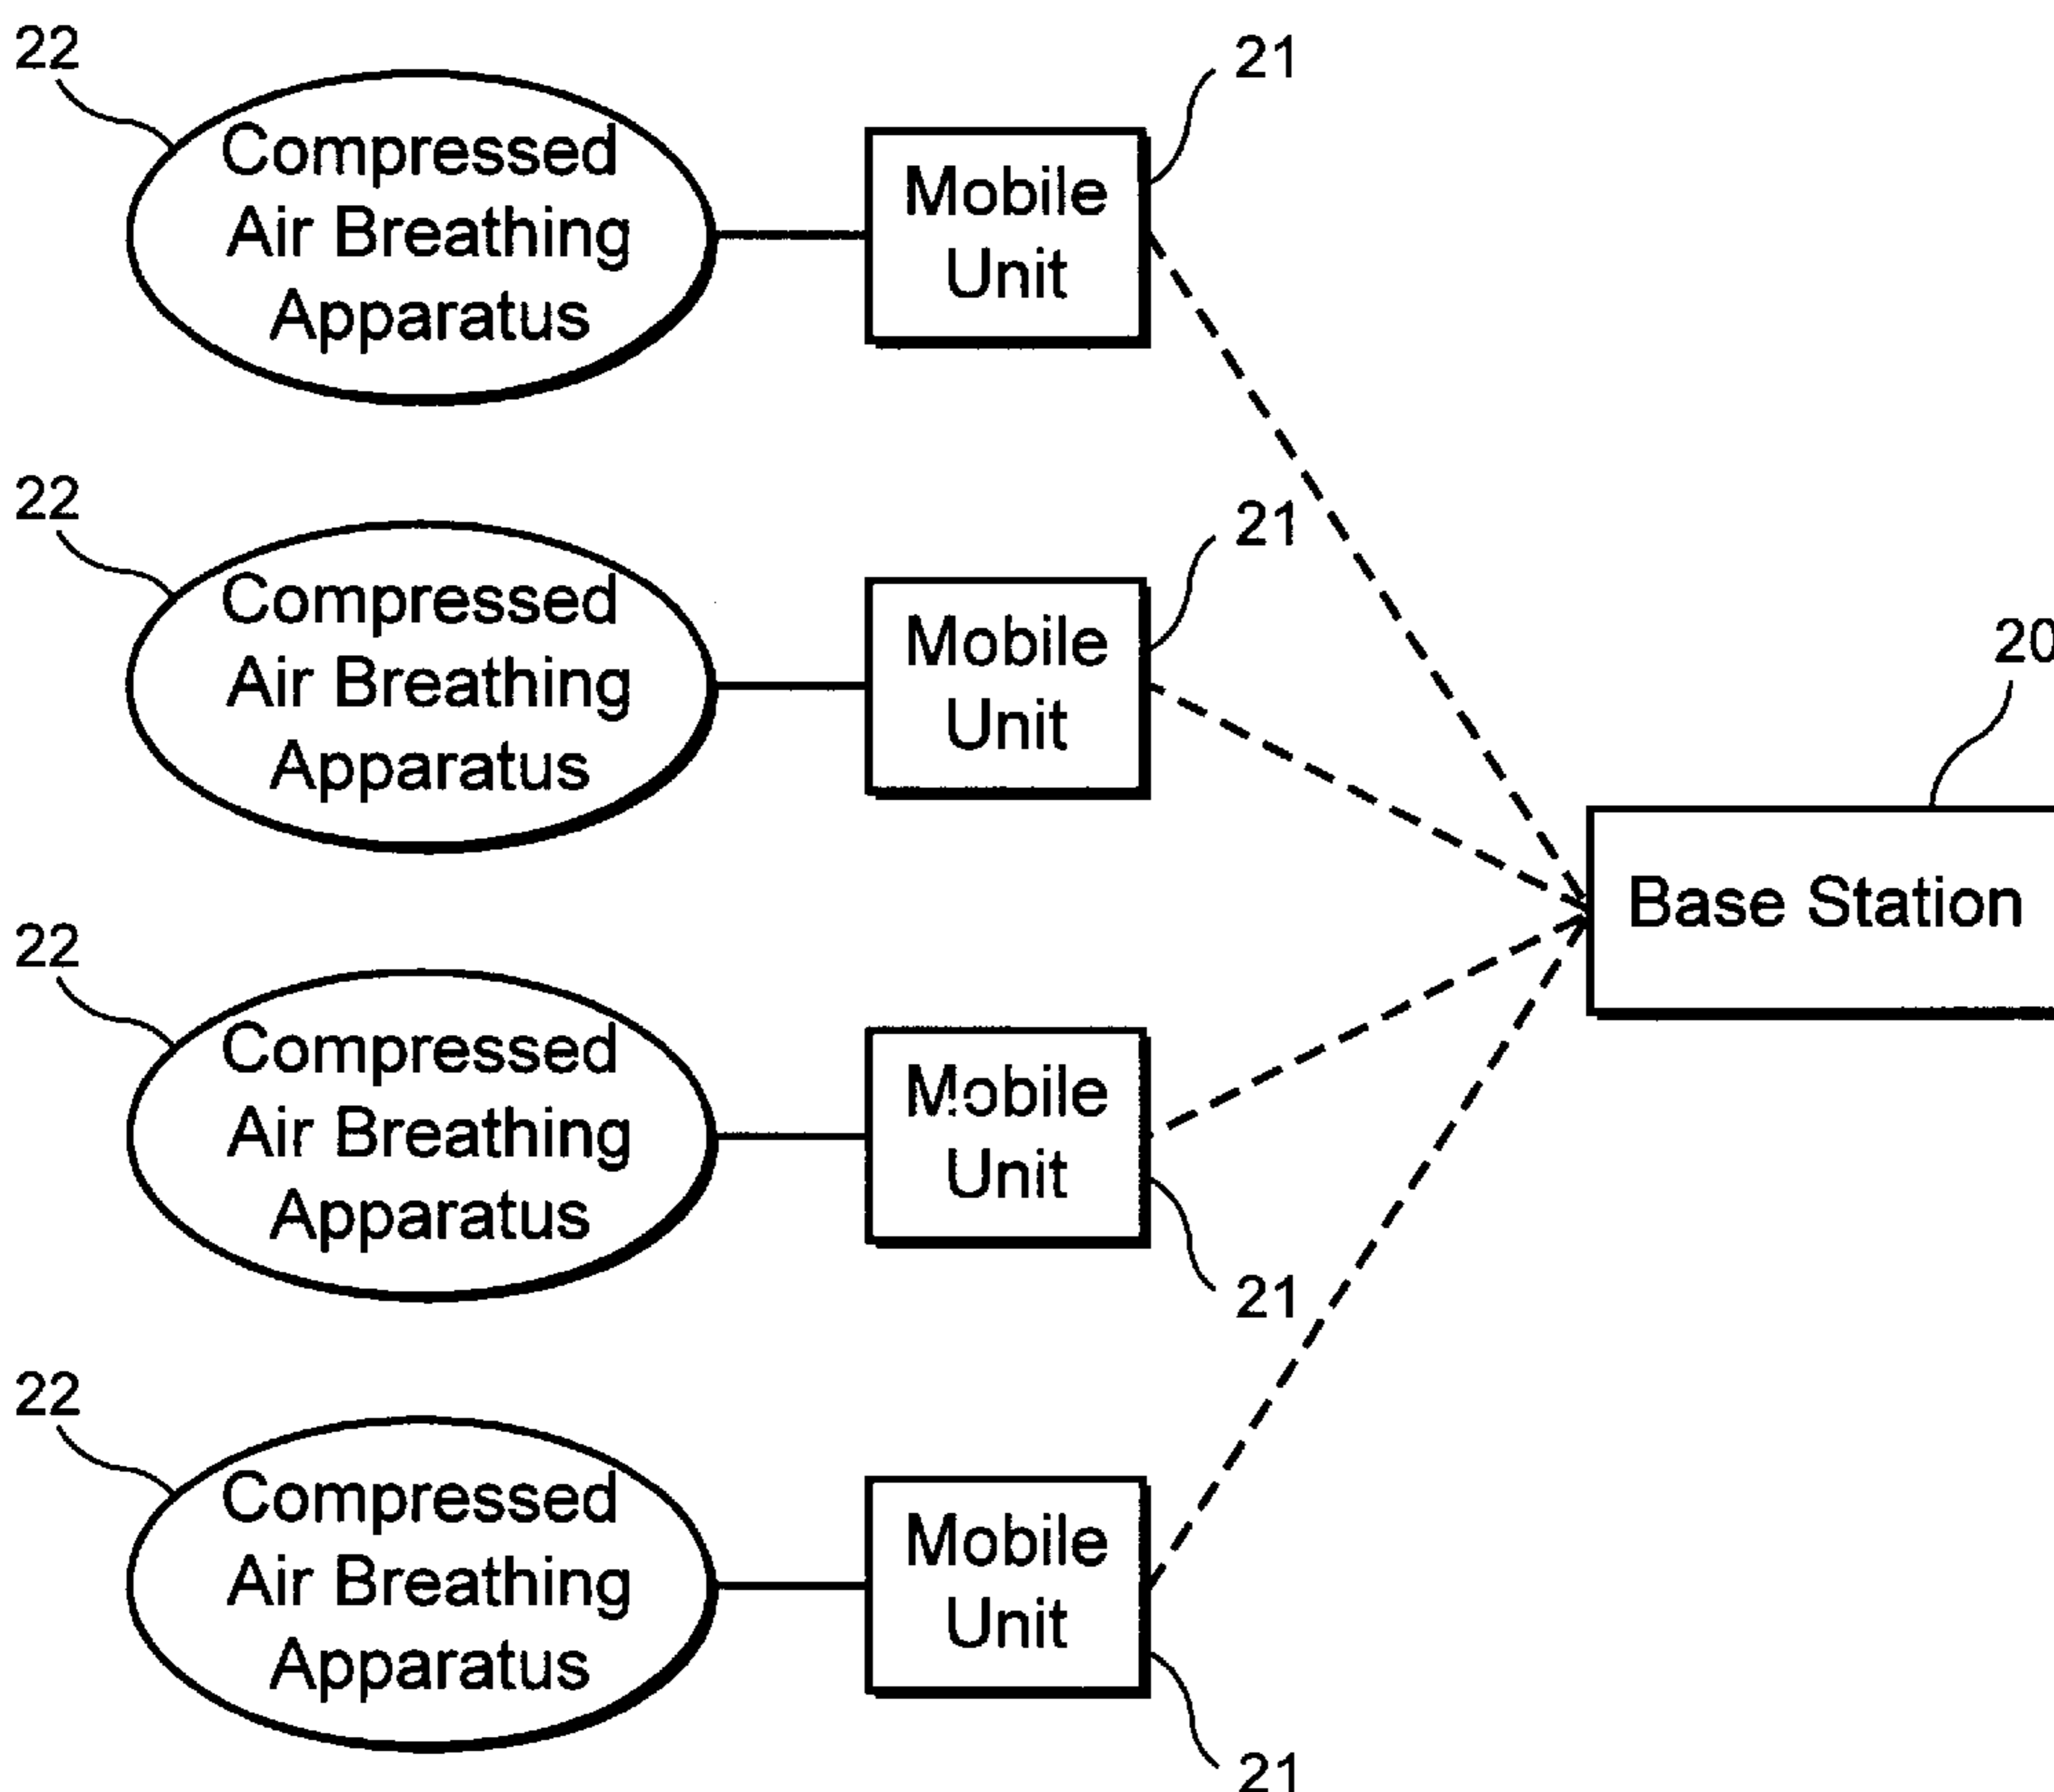 22
21
Compressed
Air Breathing
Apparatus
Mobile
Unit
22
21
Compressed
Air Breathing
Apparatus
Mobile
Unit
20
Base Station
22
Compressed
Air Breathing
Apparatus
Mobile
Unit
21
22
Compressed
Air Breathing
Apparatus
Mobile
Unit
21